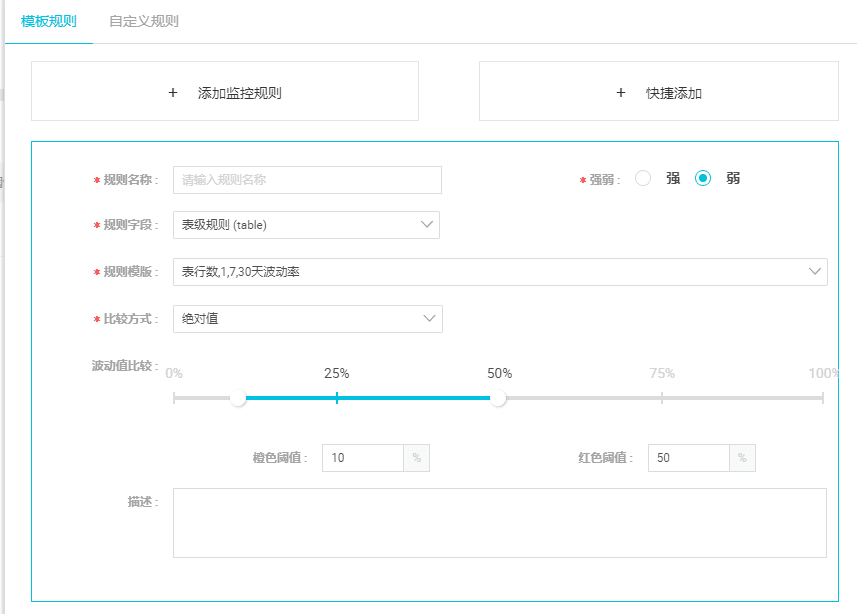 模板规则 自定义规则
+ 添加监控规则 + 快捷添加
* 规则名称 : 请输入规则名称 * 强弱 : 强 弱
* 规则字段 : 表级规则 (table)
* 规则模版 : 表行数,1,7,30天波动率
* 比较方式 : 绝对值
波动值比较 : 0% 25% 50% 75% 100%
橙色阈值 : 10 % 红色阈值 : 50 %
描述 :